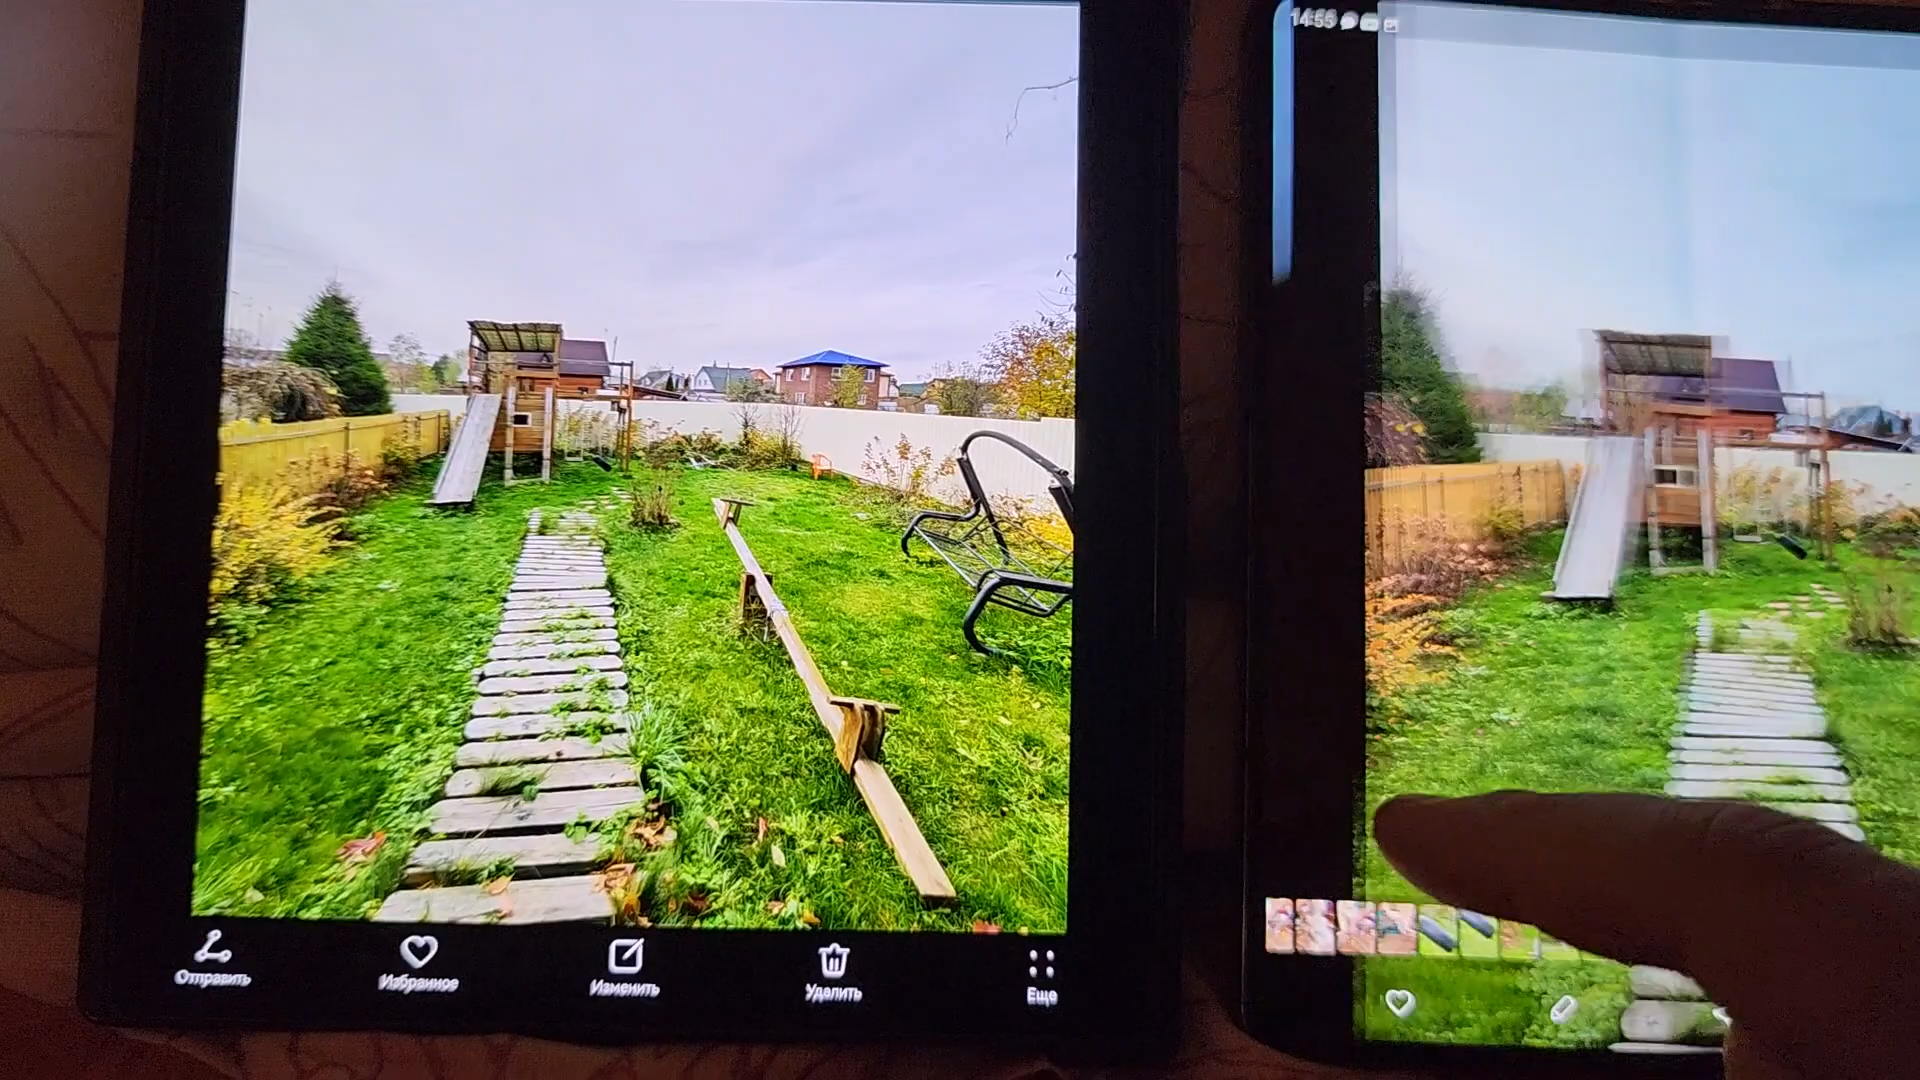 14:55
Отправить
Избранное
Изменить
Удалить
Еще